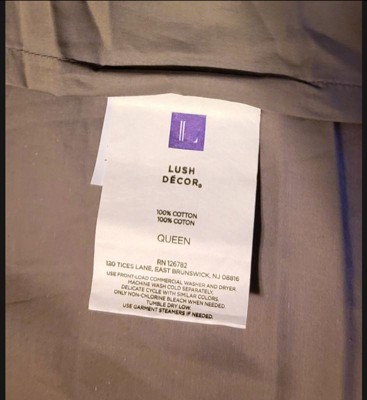 L
LUSH
DÉCOR®
100% COTTON
100% COTON
QUEEN
RN 126782
130 TICES LANE, EAST BRUNSWICK, NJ 08816
USE FRONT-LOAD COMMERCIAL WASHER AND DRYER.
MACHINE WASH COLD SEPARATELY.
DELICATE CYCLE WITH SIMILAR COLORS.
ONLY NON-CHLORINE BLEACH WHEN NEEDED.
TUMBLE DRY LOW.
USE GARMENT STEAMERS IF NEEDED.